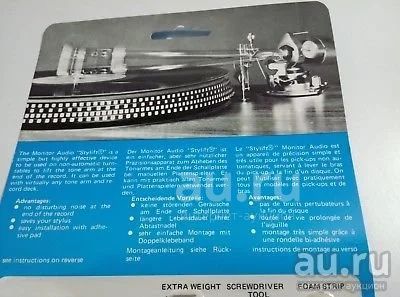 The Monitor Audio "Stylift®" is a
simple but highly effective device
to be used on non-automatic turn-
tables to lift the tone arm at the
end of the record. It can be used
with virtually any tone arm and re-
cord deck.
Advantages:
no disturbing noise at the
end of the record
saves your stylus
easy installation with adhe-
sive pad
see instructions on reverse
Der Monitor Audio "Stylift®" ist
ein einfacher, aber sehr nützlicher
Präzisionsapparat zum Abheben des
Tonarmes am Ende der Schallplatte
bei manuellen Plattenspielern. Er
kann mit praktisch allen Tonarmen
und Plattenspielern verwendet wer-
den.
Entscheidende Vorteile:
keine störenden Geräusche
am Ende der Schallplatte
längere Lebensdauer Ihrer
Abtastnadel
sehr einfache Montage mit
Doppelklebeband
Montageanleitung siehe Rück-
seite
Le "Stylift®" Monitor Audio est
un appareil de précision simple et
très utile pour les pick-ups non au-
tomatiques, servant à lever le bras
du pick-up à la fin d'un disque. On
peut l'utiliser avec pratiquement
tous les modèles de pick-ups et de
bras.
Avantages:
pas de bruits perturbateurs à
la fin du disque
durée de vie prolongée de
l'aiguille
montage très simple grâce à
une rondelle bi-adhésive
instructions de montage au verso
au.ru
au.ru
EXTRA WEIGHT SCREWDRIVER FOAM STRIP
TOOL